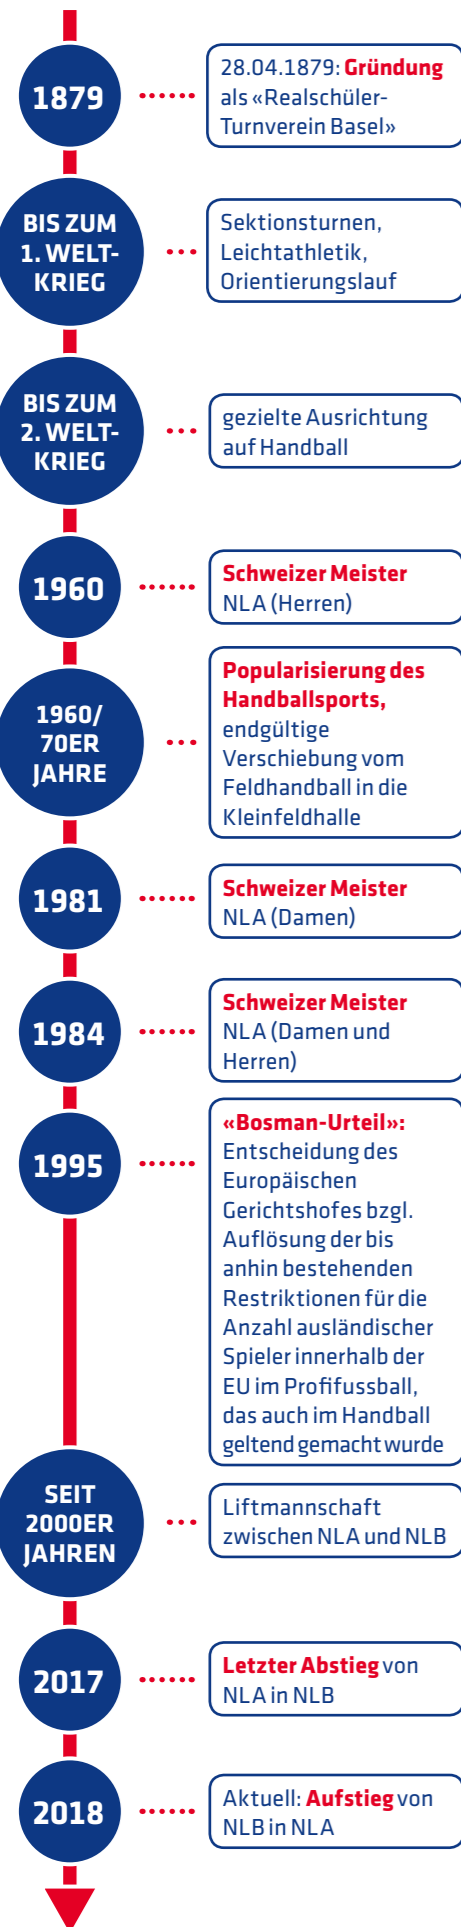 1879
28.04.1879: Gründung
als «Realschüler-
Turnverein Basel»
BIS ZUM
1. WELT-
KRIEG
Sektionsturnen,
Leichtathletik,
Orientierungslauf
BIS ZUM
2. WELT-
KRIEG
gezielte Ausrichtung
auf Handball
1960
Schweizer Meister
NLA (Herren)
1960/
70ER
JAHRE
Popularisierung des
Handballsports,
endgültige
Verschiebung vom
Feldhandball in die
Kleinfeldhalle
1981
Schweizer Meister
NLA (Damen)
1984
Schweizer Meister
NLA (Damen und
Herren)
1995
«Bosman-Urteil»:
Entscheidung des
Europäischen
Gerichtshofes bzgl.
Auflösung der bis
anhin bestehenden
Restriktionen für die
Anzahl ausländischer
Spieler innerhalb der
EU im Profifussball,
das auch im Handball
geltend gemacht wurde
SEIT
2000ER
JAHREN
Liftmannschaft
zwischen NLA und NLB
2017
Letzter Abstieg von
NLA in NLB
2018
Aktuell: Aufstieg von
NLB in NLA